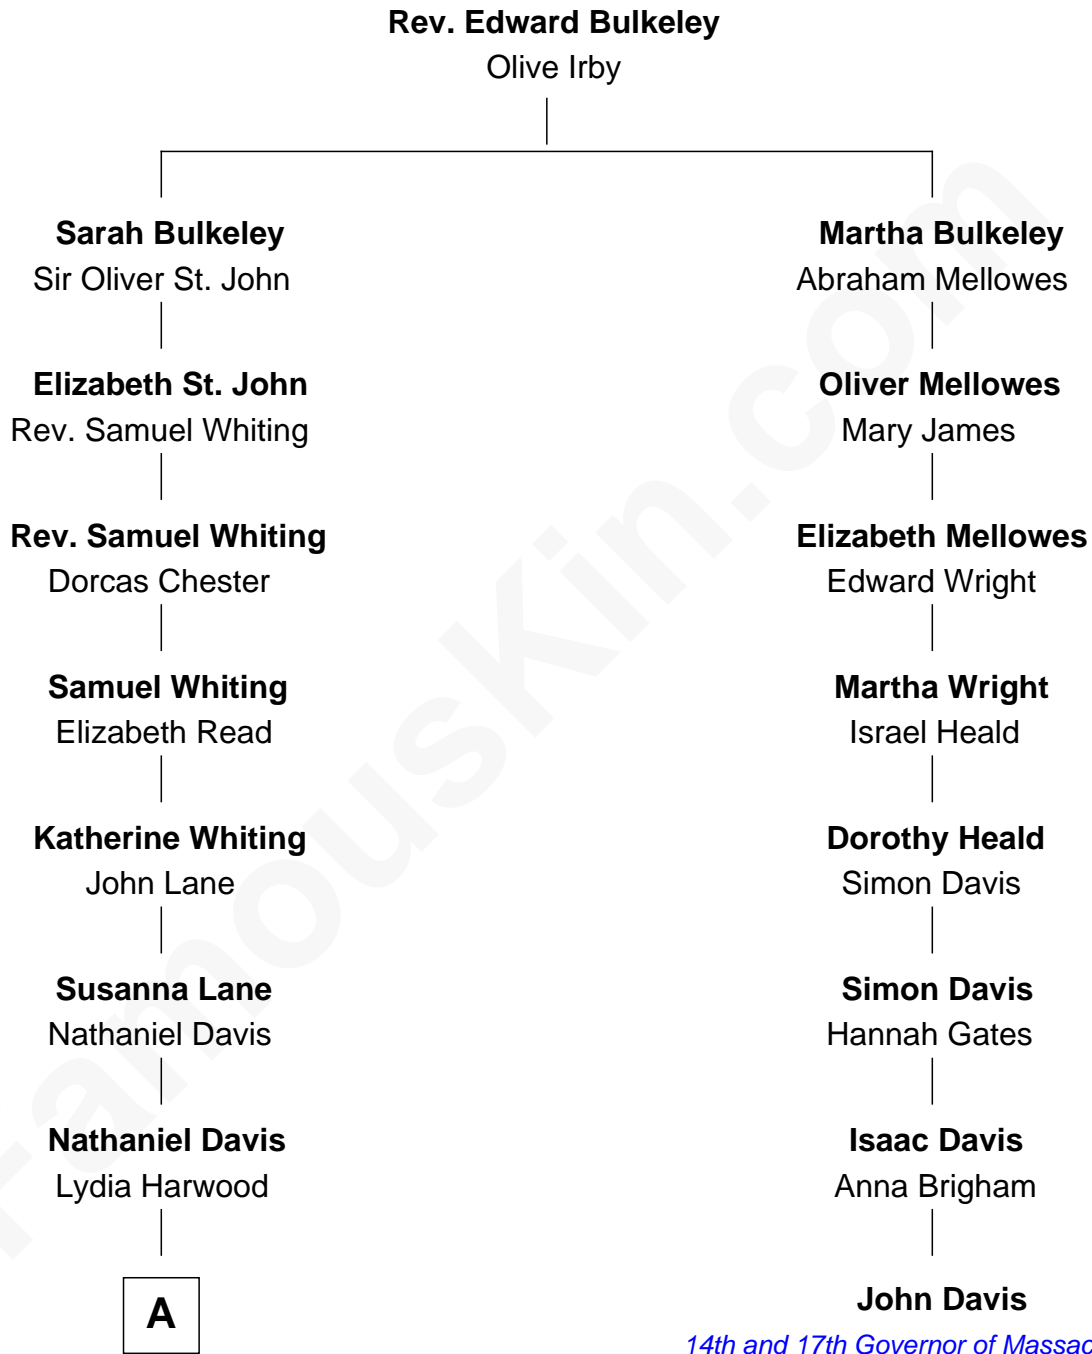 Rev. Edward Bulkeley
Olive Irby
Sarah Bulkeley
Sir Oliver St. John
Martha Bulkeley
Abraham Mellowes
Elizabeth St. John
Rev. Samuel Whiting
Oliver Mellowes
Mary James
Rev. Samuel Whiting
Dorcas Chester
Elizabeth Mellowes
Edward Wright
Samuel Whiting
Elizabeth Read
Martha Wright
Israel Heald
Katherine Whiting
John Lane
Dorothy Heald
Simon Davis
Susanna Lane
Nathaniel Davis
Simon Davis
Hannah Gates
Nathaniel Davis
Lydia Harwood
Isaac Davis
Anna Brigham
A
John Davis
14th and 17th Governor of Massac
FamousKin.com